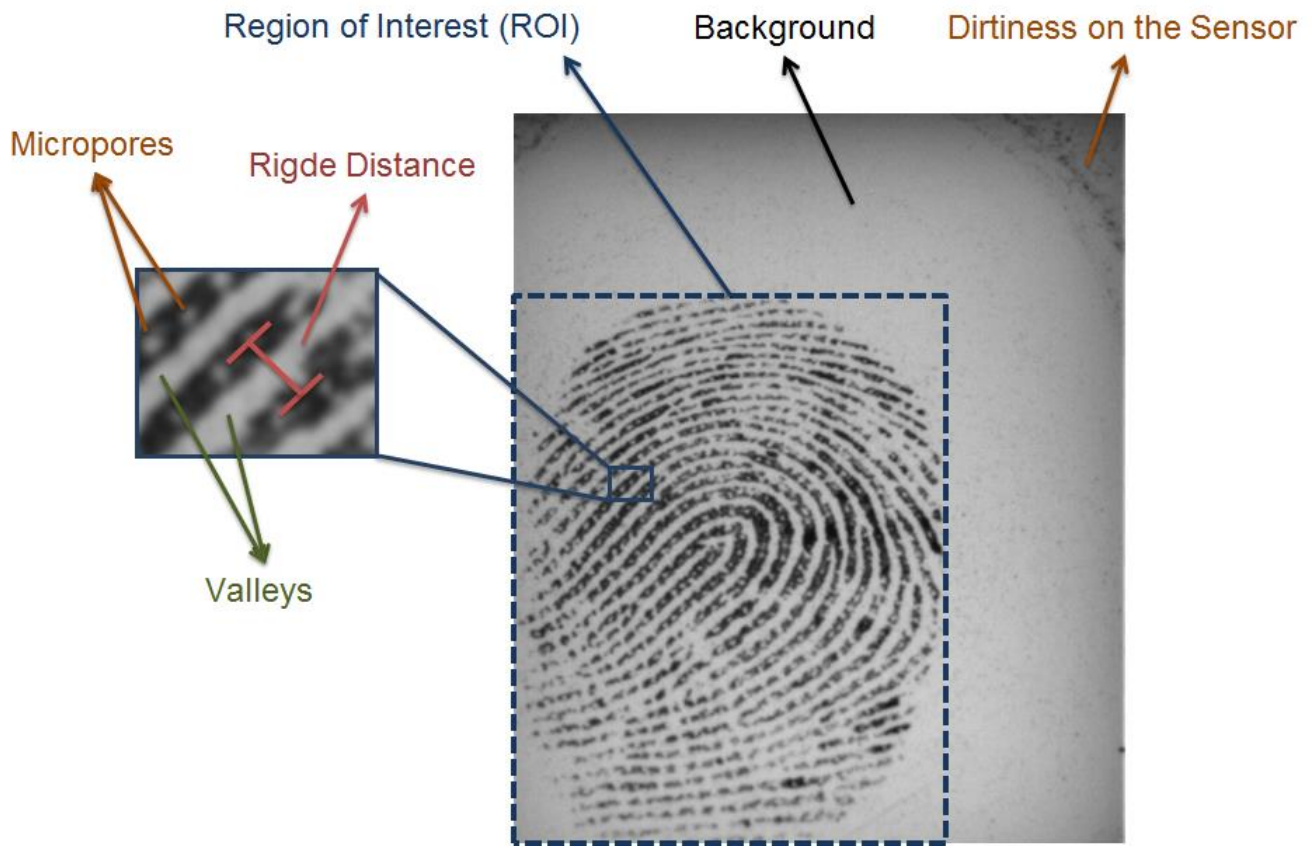 Region of Interest (ROI)
Background
Dirtiness on the Sensor
Micropores
Rigde Distance
Valleys